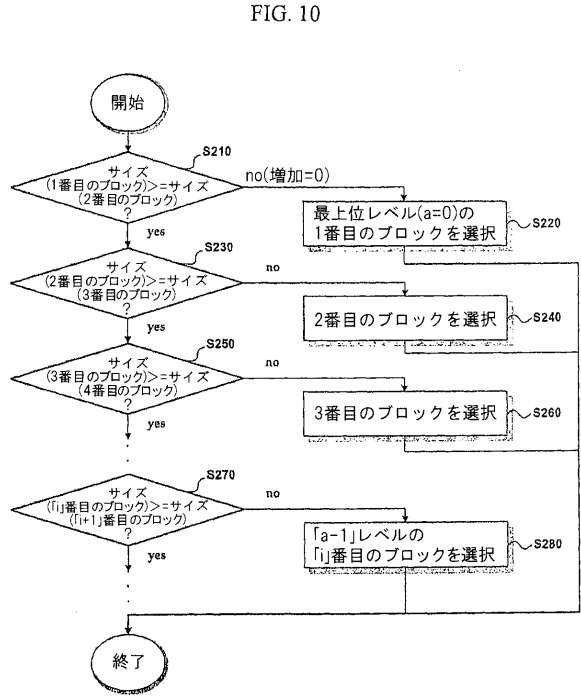 FIG. 10
開始
S210
サイズ
(1番目のブロック)>=サイズ
(2番目のブロック)
?
no(増加=0)
最上位レベル(a=0)の
1番目のブロックを選択
S220
yes
S230
サイズ
(2番目のブロック)>=サイズ
(3番目のブロック)
?
no
2番目のブロックを選択
S240
yes
S250
サイズ
(3番目のブロック)>=サイズ
(4番目のブロック)
?
no
3番目のブロックを選択
S260
yes
S270
サイズ
(「i」番目のブロック)>=サイズ
(「i+1」番目のブロック)
?
no
「a-1」レベルの
「i」番目のブロックを選択
S280
yes
終了